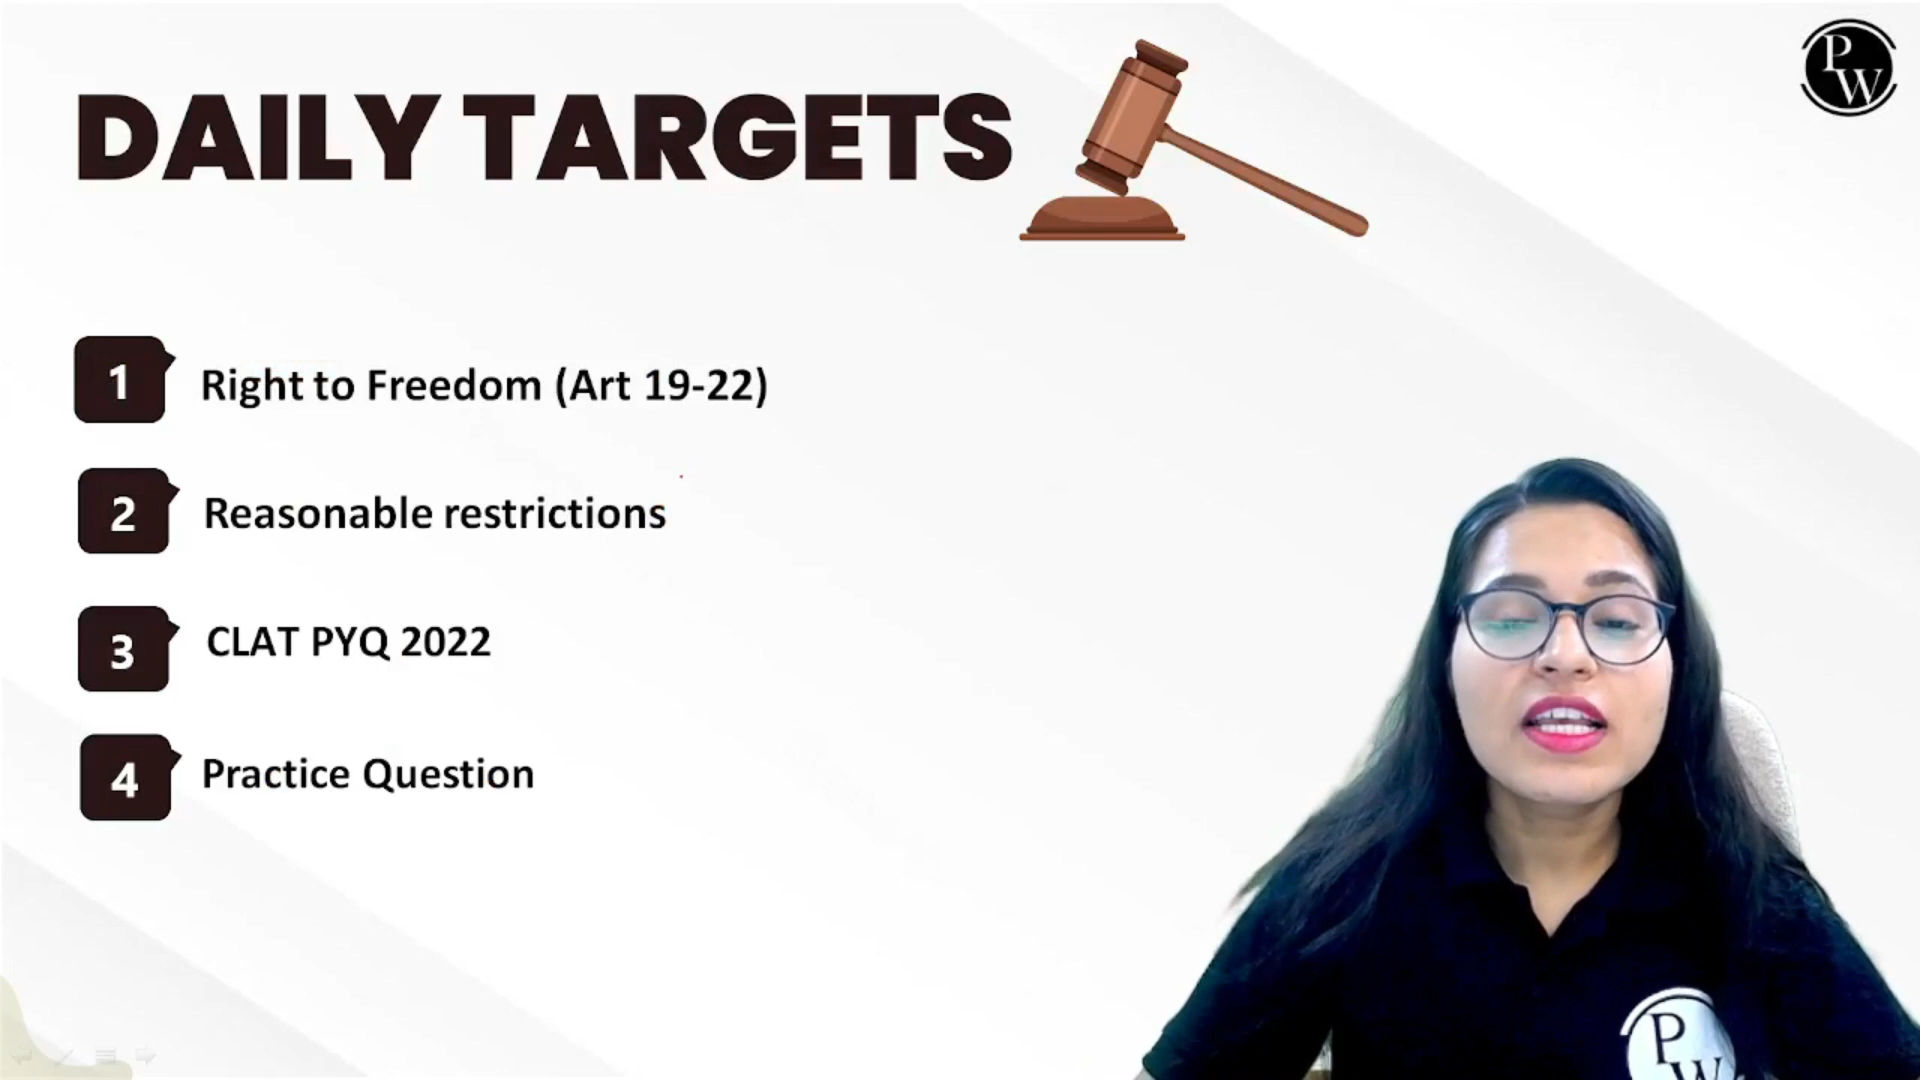 DAILY TARGETS
PW
1 Right to Freedom (Art 19-22)
2 Reasonable restrictions
3 CLAT PYQ 2022
4 Practice Question
PW